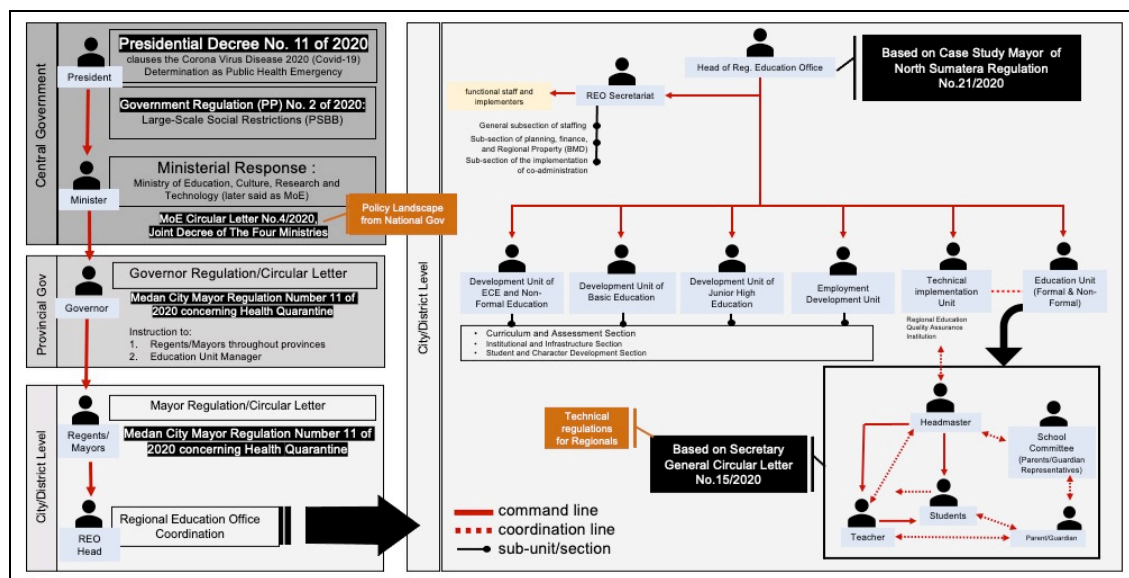 Central Government
President
Presidential Decree No. 11 of 2020
clauses the Corona Virus Disease 2020 (Covid-19)
Determination as Public Health Emergency
Government Regulation (PP) No. 2 of 2020:
Large-Scale Social Restrictions (PSBB)
Minister
Ministerial Response :
Ministry of Education, Culture, Research and
Technology (later said as MoE)
MoE Circular Letter No.4/2020,
Joint Decree of The Four Ministries
Policy Landscape
from National Gov
Provincial Gov
Governor
Governor Regulation/Circular Letter
Medan City Mayor Regulation Number 11 of
2020 concerning Health Quarantine
Instruction to:
1. Regents/Mayors throughout provinces
2. Education Unit Manager
City/District Level
Regents/
Mayors
Mayor Regulation/Circular Letter
Medan City Mayor Regulation Number 11 of
2020 concerning Health Quarantine
REO
Head
Regional Education Office
Coordination
City/District Level
Head of Reg. Education Office
Based on Case Study Mayor of
North Sumatera Regulation
No.21/2020
functional staff and
implementers
REO Secretariat
General subsection of staffing
Sub-section of planning, finance,
and Regional Property (BMD)
Sub-section of the implementation
of co-administration
Development Unit of
ECE and Non-
Formal Education
Development Unit of
Basic Education
Development Unit of
Junior High
Education
Employment
Development Unit
Technical
implementation
Unit
Education Unit
(Formal & Non-
Formal)
Regional Education
Quality Assurance
Institution
• Curriculum and Assessment Section
• Institutional and Infrastructure Section
• Student and Character Development Section
Technical
regulations
for Regionals
Based on Secretary
General Circular Letter
No.15/2020
Headmaster
School
Committee
(Parents/Guardian
Representatives)
Teacher
Students
Parent/Guardian
command line
coordination line
sub-unit/section